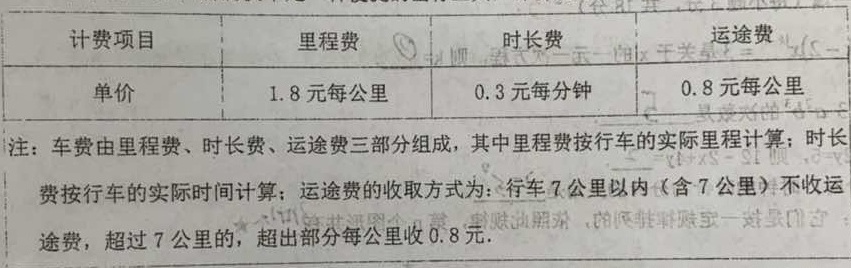 计费项目 里程费 时长费 运途费
单价 1.8元每公里 0.3元每分钟 0.8元每公里
注：车费由里程费、时长费、运途费三部分组成，其中里程费按行车的实际里程计算；时长
费按行车的实际时间计算；运途费的收取方式为：行车7公里以内（含7公里）不收运
途费，超过7公里的，超出部分每公里收0.8元.